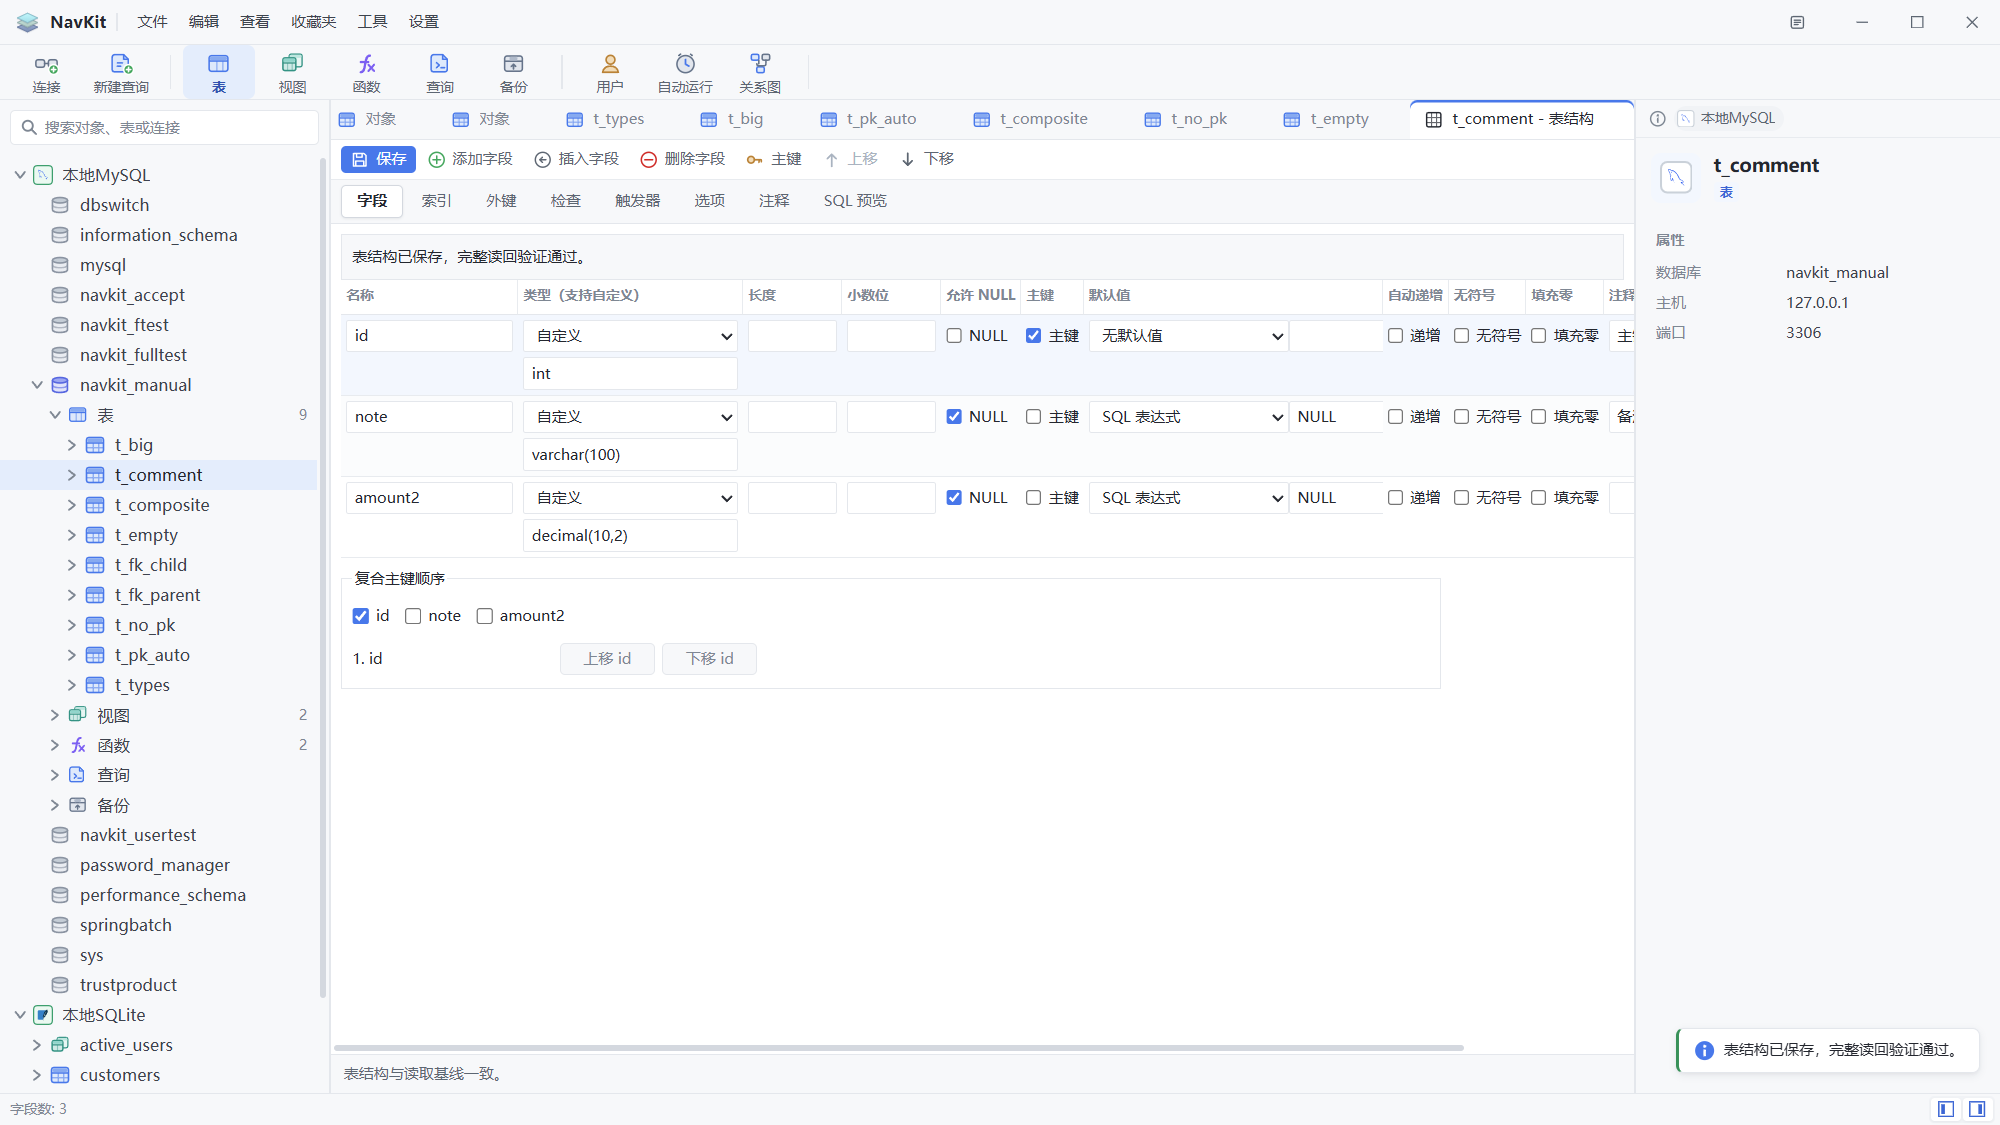 NavKit 文件 编辑 查看 收藏夹 工具 设置
连接 新建查询 表 视图 函数 查询 备份 用户 自动运行 关系图
搜索对象、表或连接
本地MySQL
dbswitch
information_schema
mysql
navkit_accept
navkit_ftest
navkit_fulltest
navkit_manual
表 9
t_big
t_comment
t_composite
t_empty
t_fk_child
t_fk_parent
t_no_pk
t_pk_auto
t_types
视图 2
函数 2
查询
备份
navkit_usertest
password_manager
performance_schema
springbatch
sys
trustproduct
本地SQLite
active_users
customers
对象 对象 t_types t_big t_pk_auto t_composite t_no_pk t_empty t_comment - 表结构
保存 添加字段 插入字段 删除字段 主键 上移 下移
字段 索引 外键 检查 触发器 选项 注释 SQL 预览
表结构已保存，完整读回验证通过。
名称 类型（支持自定义） 长度 小数位 允许 NULL 主键 默认值 自动递增 无符号 填充零 注释
id 自定义 NULL 主键 无默认值 递增 无符号 填充零 主
int
note 自定义 NULL 主键 SQL 表达式 NULL 递增 无符号 填充零 备
varchar(100)
amount2 自定义 NULL 主键 SQL 表达式 NULL 递增 无符号 填充零
decimal(10,2)
复合主键顺序
id note amount2
1. id 上移 id 下移 id
表结构与读取基线一致。
本地MySQL
t_comment
表
属性
数据库 navkit_manual
主机 127.0.0.1
端口 3306
表结构已保存，完整读回验证通过。
字段数: 3